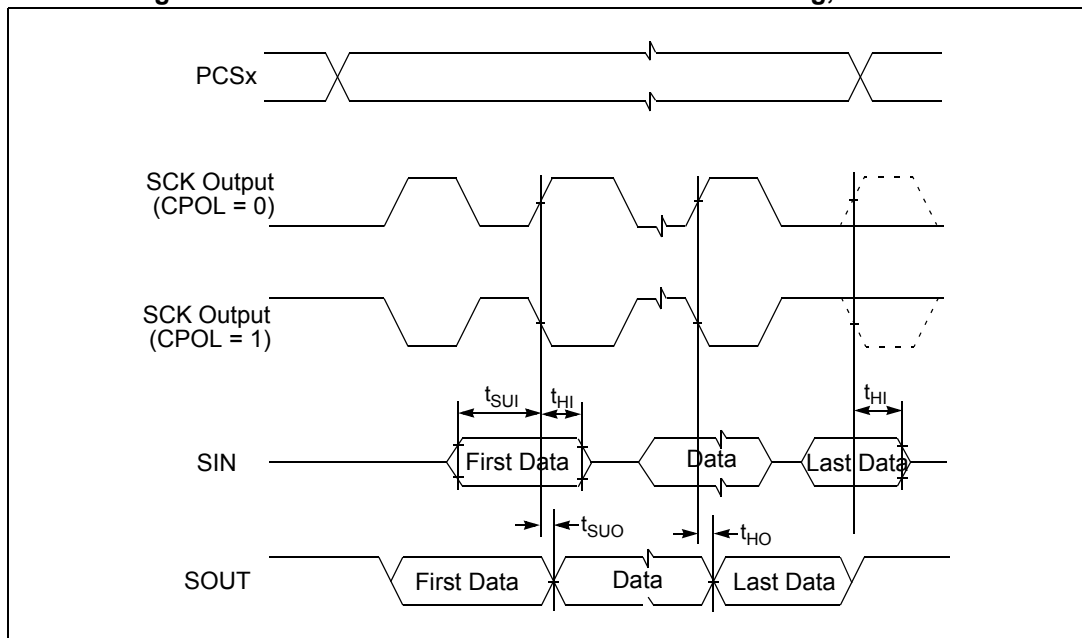 PCSx
SCK Output
(CPOL = 0)
SCK Output
(CPOL = 1)
tSUI
tHI
tHI
SIN
First Data
Data
Last Data
tSUO
tHO
SOUT
First Data
Data
Last Data